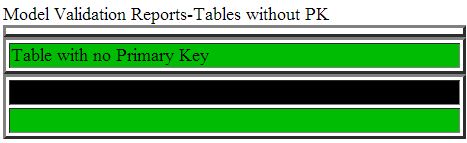 Model Validation Reports-Tables without PK
Table with no Primary Key